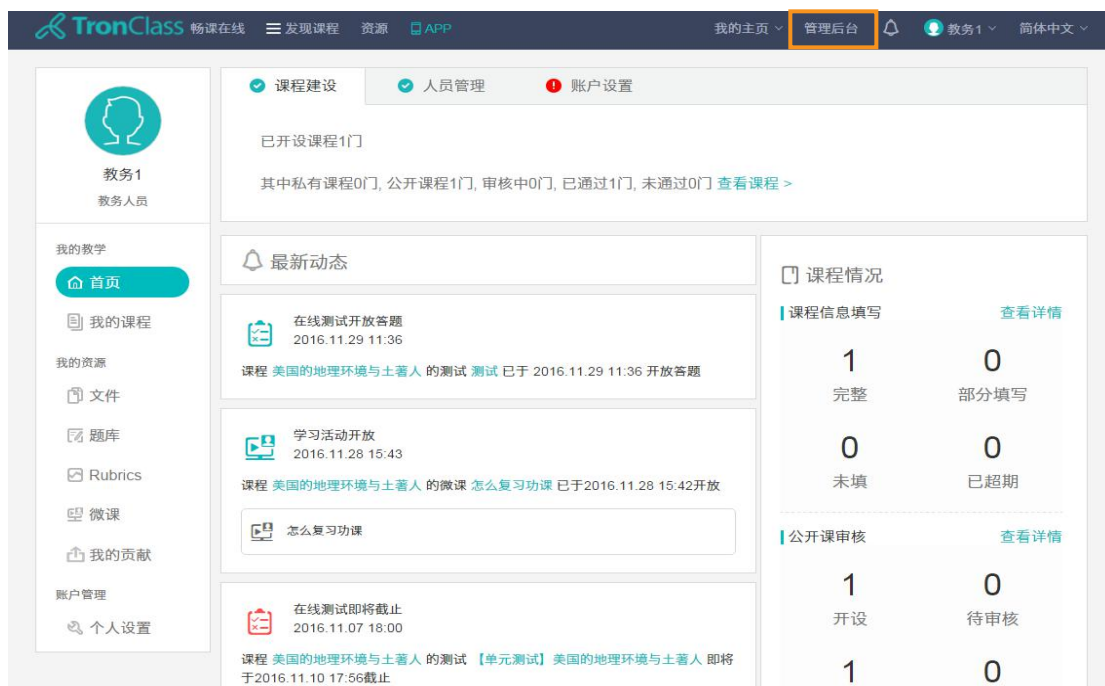 TronClass 畅课在线 发现课程 资源 APP 我的主页 管理后台 教务1 简体中文
教务1
教务人员
我的教学
首页
我的课程
我的资源
文件
题库
Rubrics
微课
我的贡献
账户管理
个人设置
课程建设 人员管理 账户设置
已开设课程1门
其中私有课程0门, 公开课程1门, 审核中0门, 已通过1门, 未通过0门 查看课程 >
最新动态
在线测试开放答题
2016.11.29 11:36
课程 美国的地理环境与土著人 的测试 测试 已于 2016.11.29 11:36 开放答题
学习活动开放
2016.11.28 15:43
课程 美国的地理环境与土著人 的微课 怎么复习功课 已于2016.11.28 15:42开放
怎么复习功课
在线测试即将截止
2016.11.07 18:00
课程 美国的地理环境与土著人 的测试 【单元测试】美国的地理环境与土著人 即将
于2016.11.10 17:56截止
课程情况
课程信息填写 查看详情
1 0
完整 部分填写
0 0
未填 已超期
公开课审核 查看详情
1 0
开设 待审核
1 0